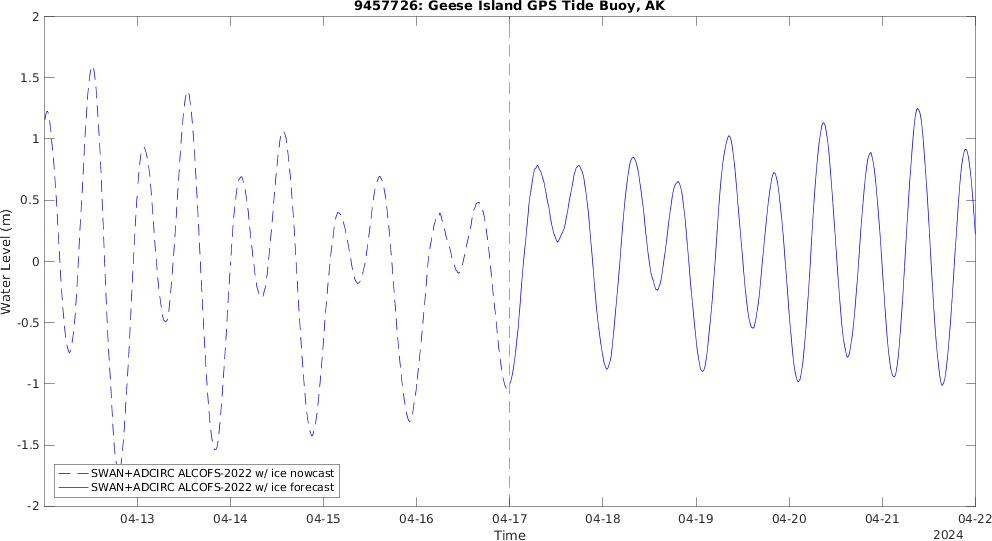 9457726: Geese Island GPS Tide Buoy, AK
2
1.5
1
0.5
0
-0.5
-1
-1.5
-2
Water Level (m)
SWAN+ADCIRC ALCOFS-2022 w/ ice nowcast
SWAN+ADCIRC ALCOFS-2022 w/ ice forecast
04-13 04-14 04-15 04-16 04-17 04-18 04-19 04-20 04-21 04-22
Time
2024